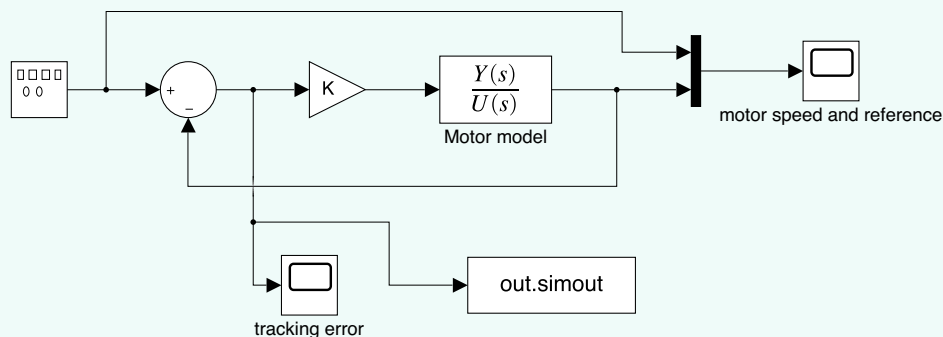 +
−
K
Y(s)
U(s)
Motor model
motor speed and reference
tracking error
out.simout